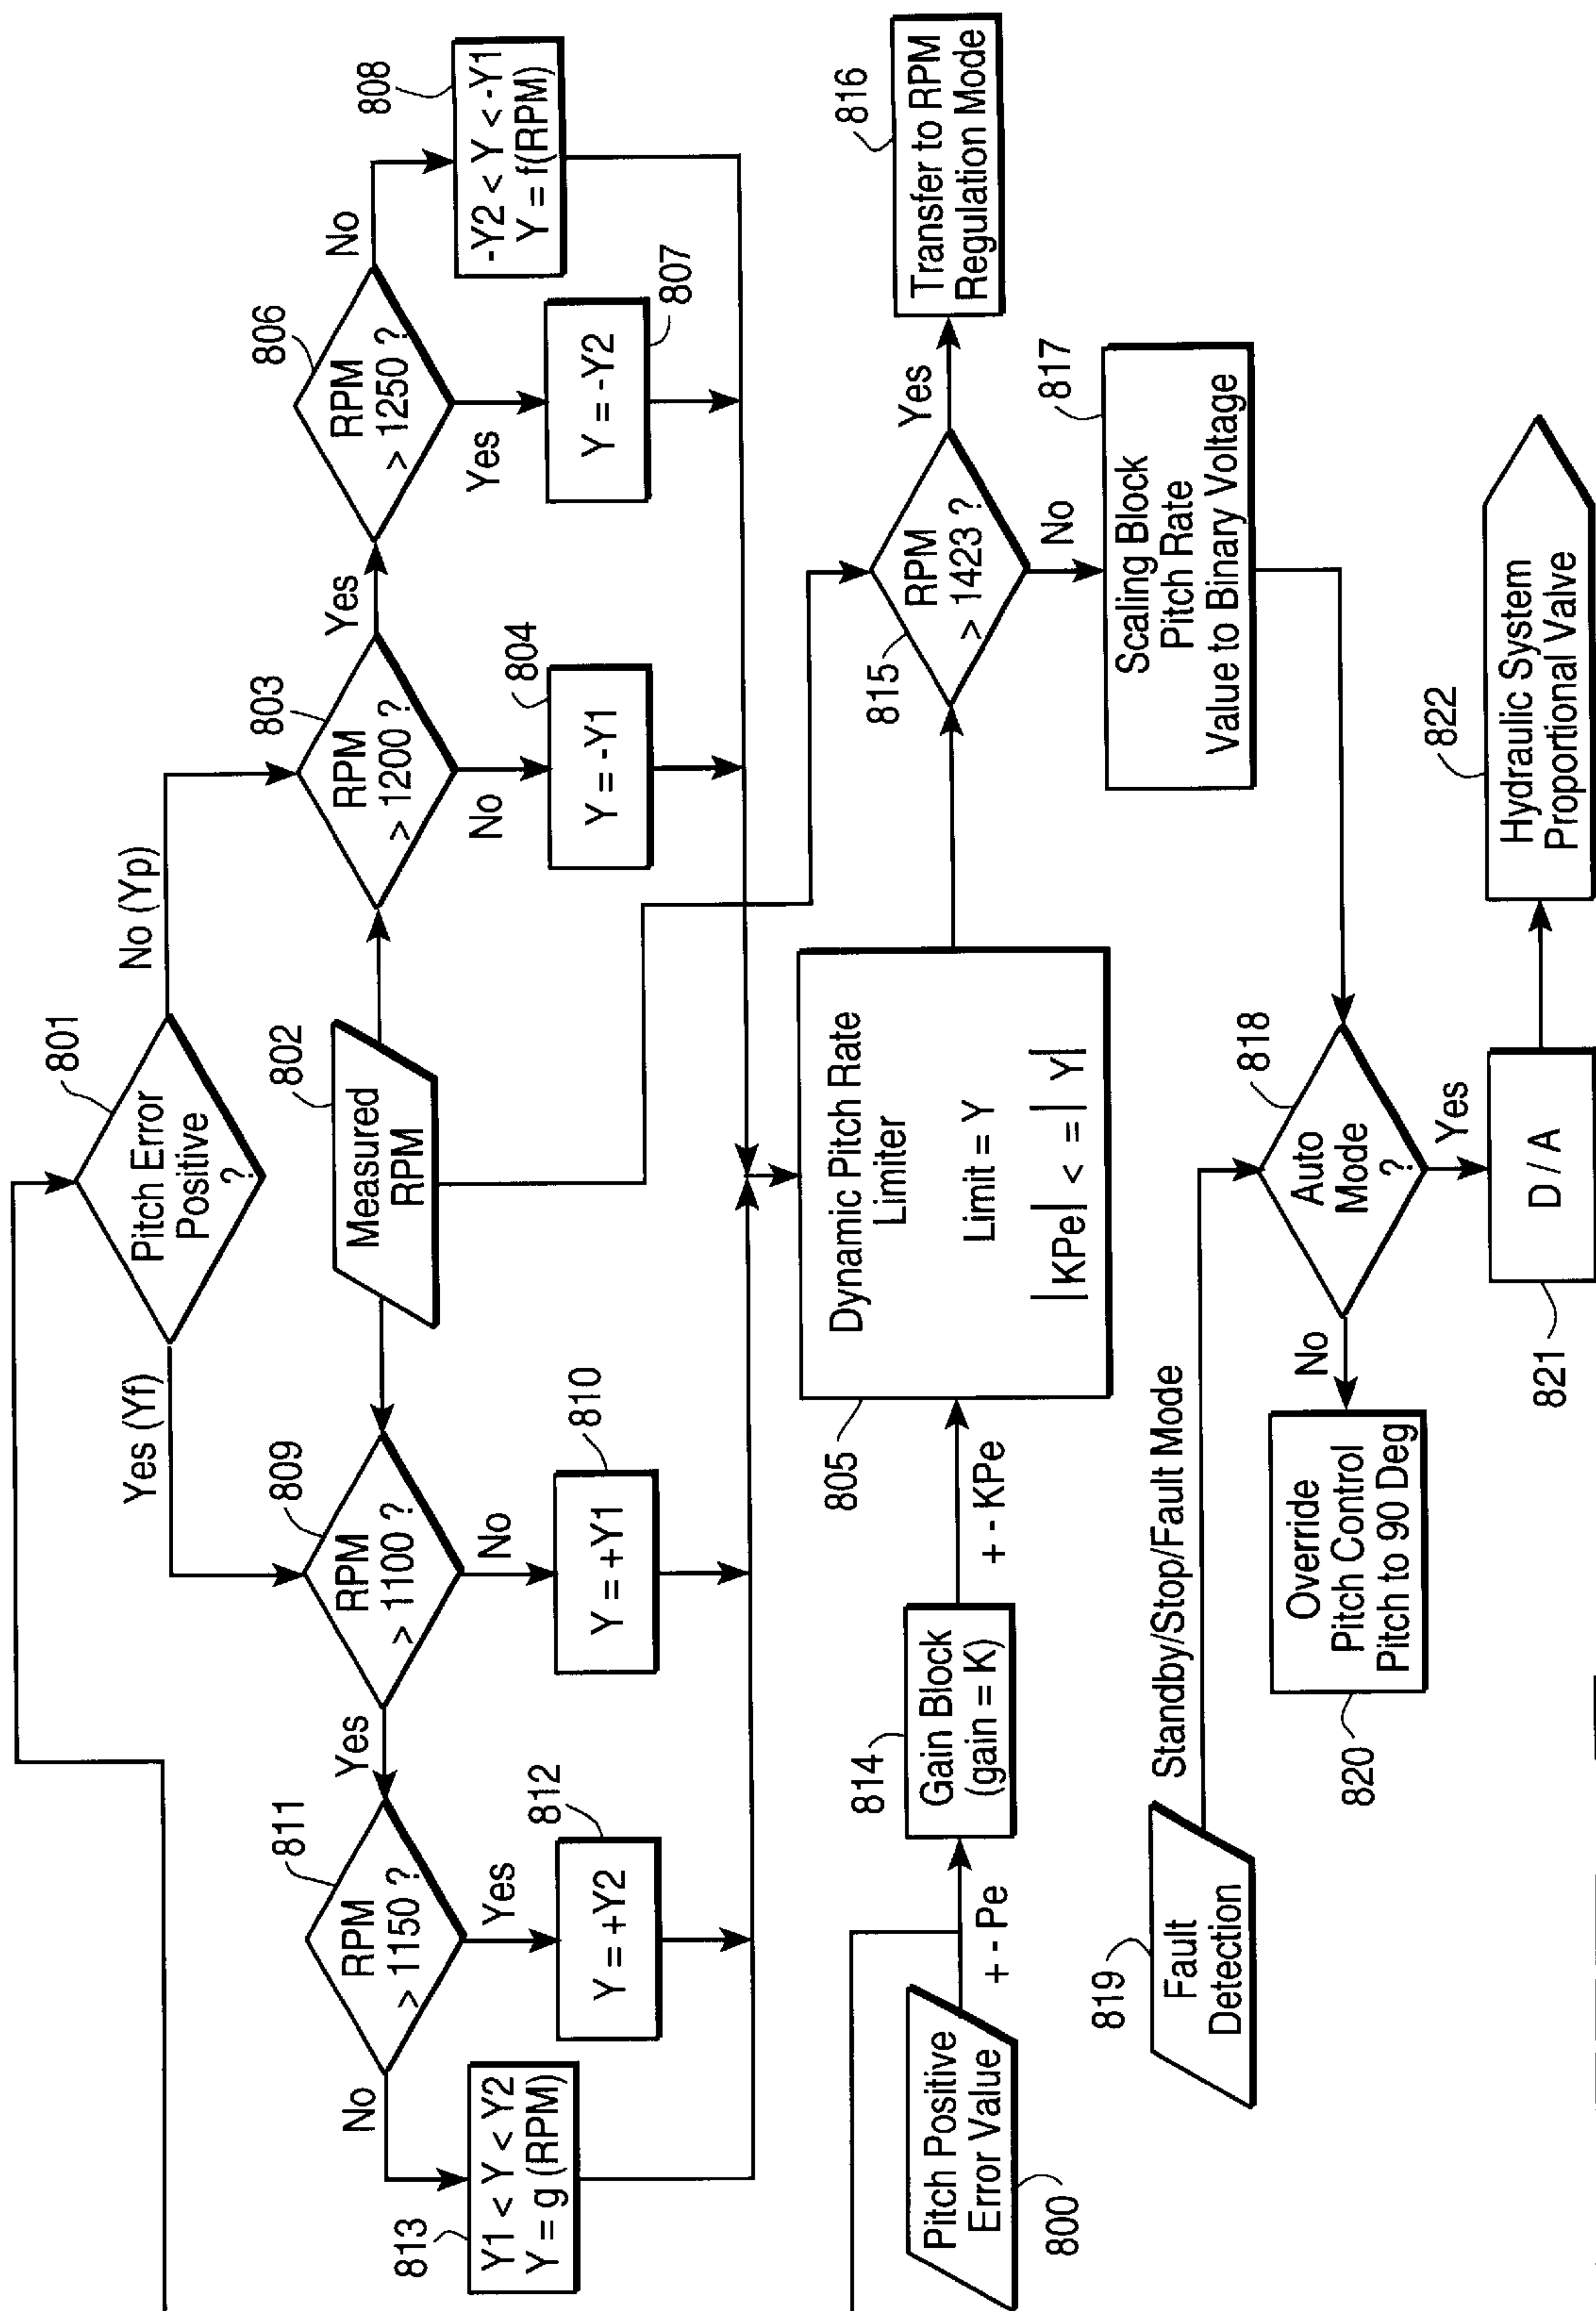 801
Pitch Error
Positive
?
Yes (Yf)
No (Yp)
802
Measured
RPM
803
RPM
> 1200 ?
Yes
No
804
Y = -Y1
806
RPM
> 1250 ?
Yes
No
807
Y = -Y2
808
-Y2 < Y < -Y1
Y = f(RPM)
809
RPM
> 1100 ?
Yes
No
810
Y = +Y1
811
RPM
> 1150 ?
Yes
No
812
Y = +Y2
813
Y1 < Y < Y2
Y = g (RPM)
800
Pitch Positive
Error Value
+ - Pe
814
Gain Block
(gain = K)
+ - KPe
805
Dynamic Pitch Rate
Limiter
Limit = Y
|KPe| < = | Y|
815
RPM
> 1423 ?
Yes
No
816
Transfer to RPM
Regulation Mode
817
Scaling Block
Pitch Rate
Value to Binary Voltage
819
Fault
Detection
Standby/Stop/Fault Mode
818
Auto
Mode
?
No
Yes
820
Override
Pitch Control
Pitch to 90 Deg
821
D / A
822
Hydraulic System
Proportional Valve